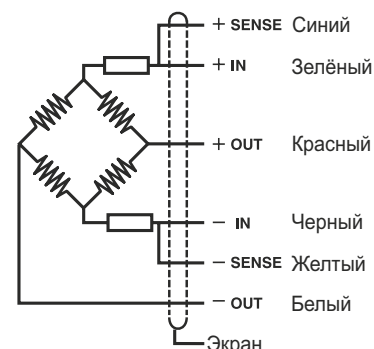 + SENSE Синий
+ IN Зелёный
+ OUT Красный
− IN Черный
− SENSE Желтый
− OUT Белый
Экран